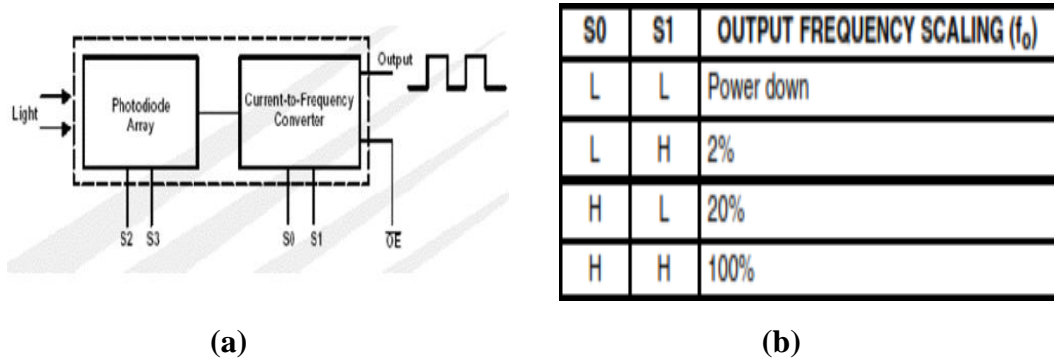 Light
Photodiode
Array
Current-to-Frequency
Converter
Output
S2 S3
S0 S1
OE
(a)
S0 S1 OUTPUT FREQUENCY SCALING (f₀)
L L Power down
L H 2%
H L 20%
H H 100%
(b)